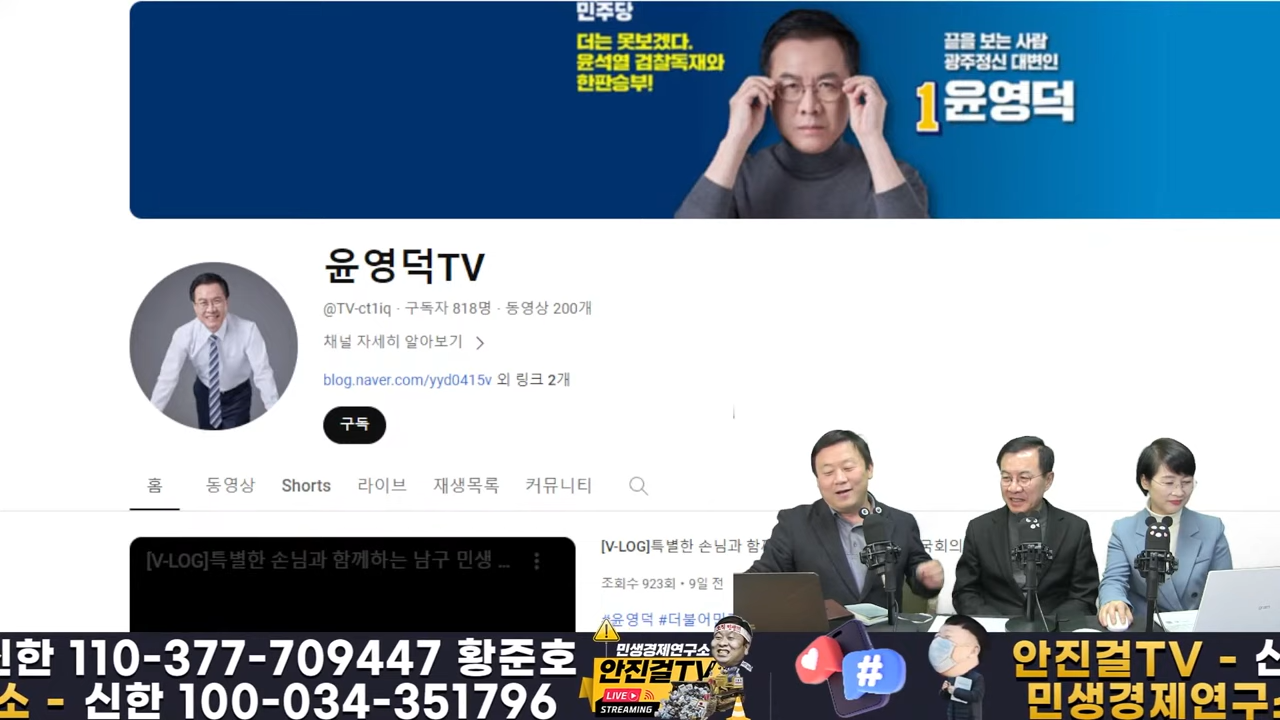 민주당
더는 못보겠다.
윤석열 검찰독재와
한판승부!
끝을 보는 사람
광주정신 대변인
1 윤영덕
윤영덕TV
@TV-ct1iq · 구독자 818명 · 동영상 200개
채널 자세히 알아보기
blog.naver.com/yyd0415v 외 링크 2개
구독
홈 동영상 Shorts 라이브 재생목록 커뮤니티
[V-LOG]특별한 손님과 함께하는 남구 민생 ...
[V-LOG]특별한 손님과 국회의
조회수 923회 · 9일 전
#윤영덕
신한 110-377-709447 황준호
소 - 신한 100-034-351796
민생경제연구소
안진걸TV
LIVE
STREAMING
#
안진걸TV - 신
민생경제연구소